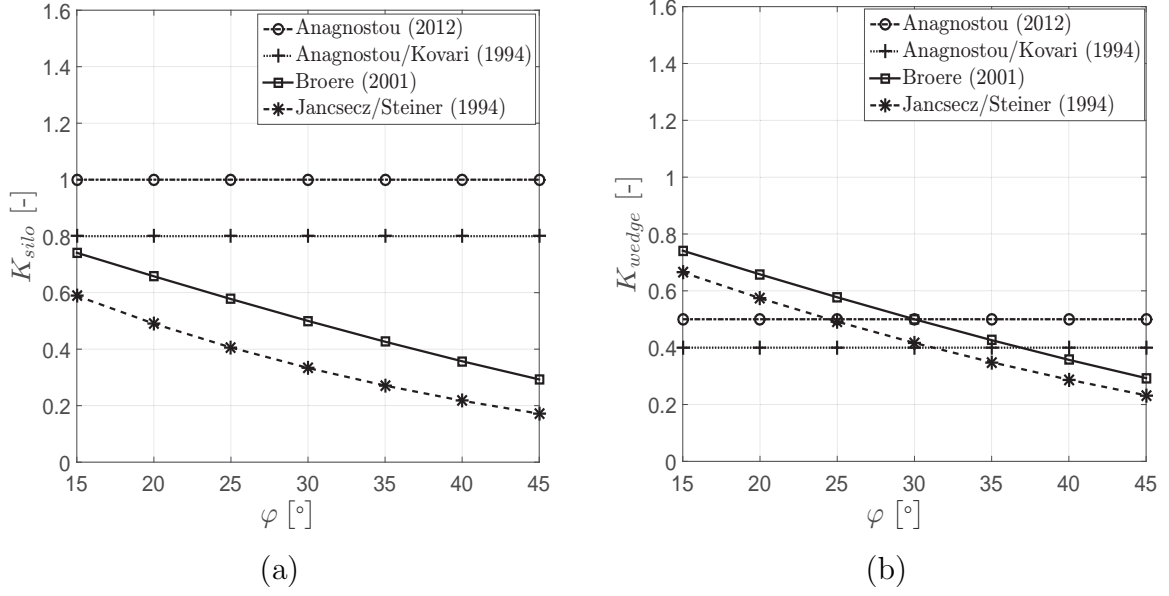 (a)
1.6
1.4
1.2
1
0.8
0.6
0.4
0.2
0
K_silo [-]
Anagnostou (2012)
Anagnostou/Kovari (1994)
Broere (2001)
Jancsecz/Steiner (1994)
15 20 25 30 35 40 45
φ [°]
(b)
1.6
1.4
1.2
1
0.8
0.6
0.4
0.2
0
K_wedge [-]
Anagnostou (2012)
Anagnostou/Kovari (1994)
Broere (2001)
Jancsecz/Steiner (1994)
15 20 25 30 35 40 45
φ [°]